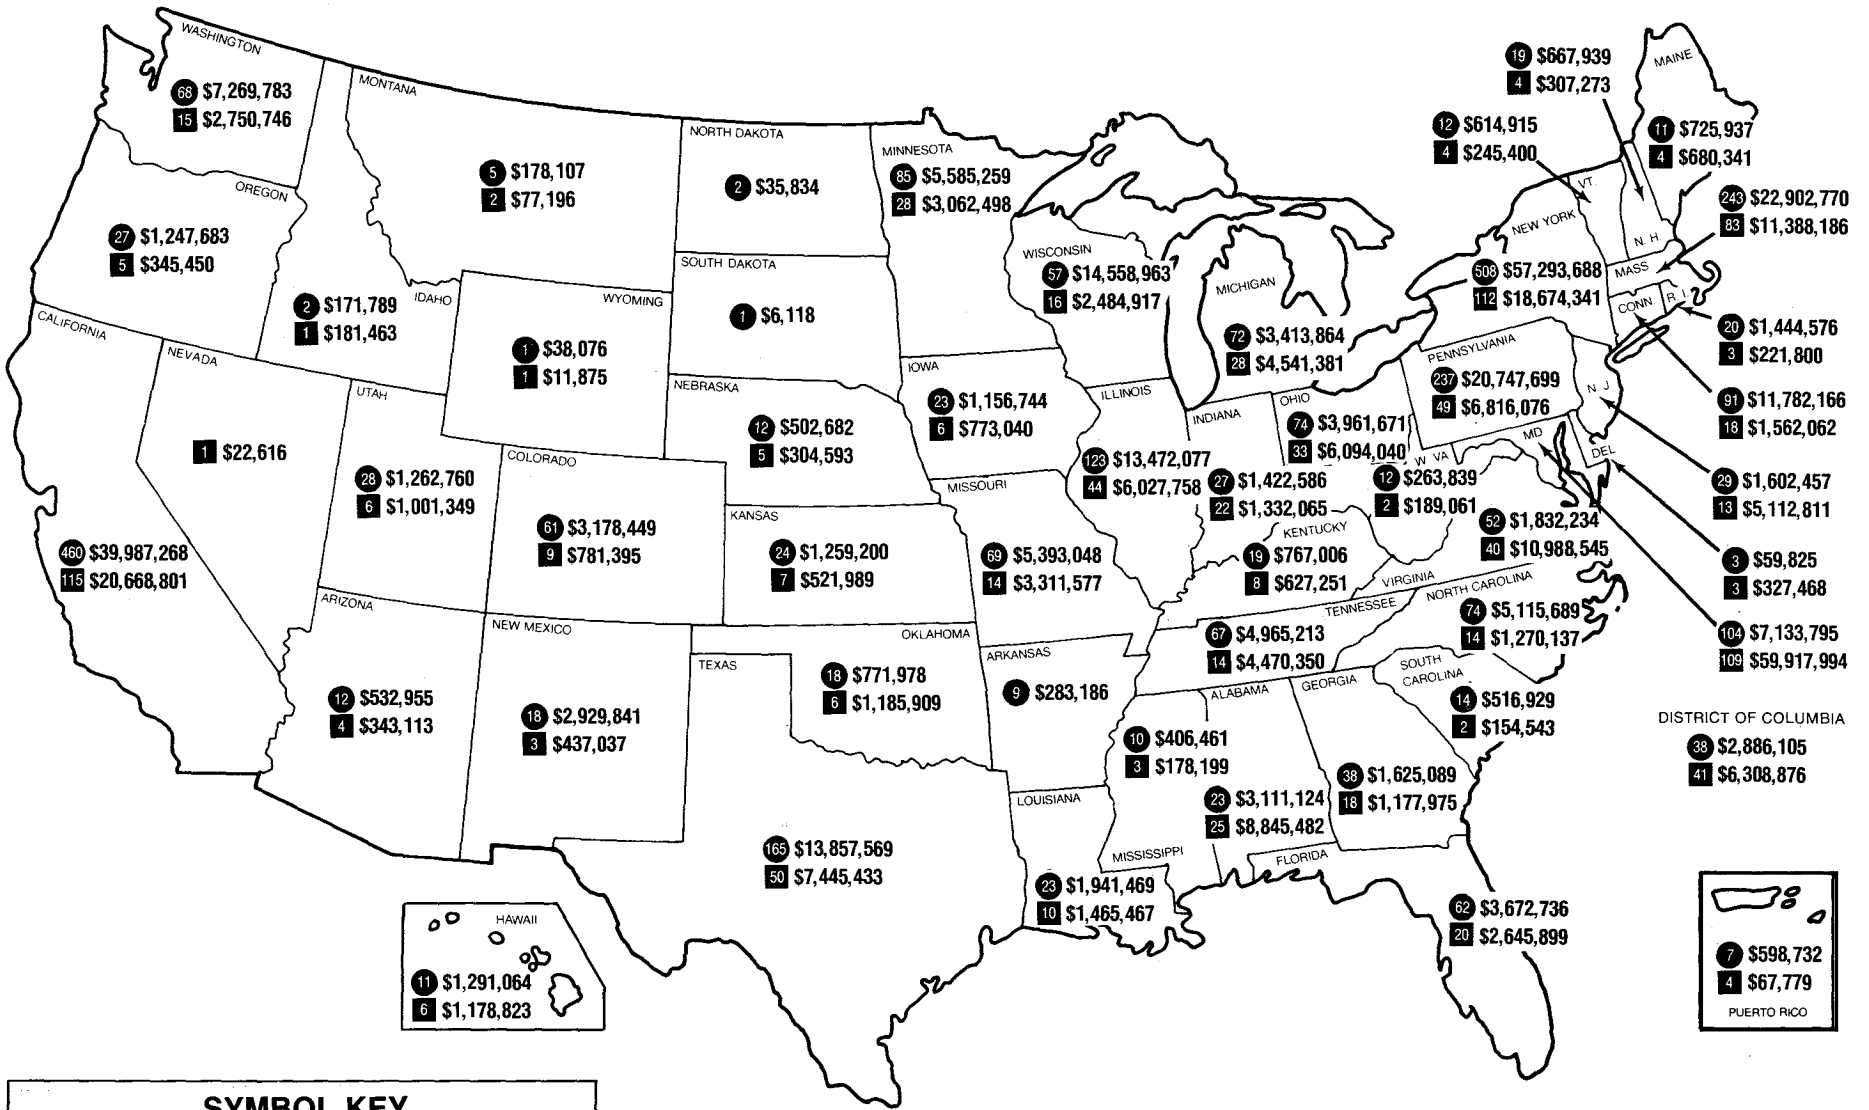 WASHINGTON
68 $7,269,783
15 $2,750,746
MONTANA
5 $178,107
2 $77,196
NORTH DAKOTA
2 $35,834
MINNESOTA
85 $5,585,259
28 $3,062,498
19 $667,939
4 $307,273
MAINE
12 $614,915
4 $245,400
11 $725,937
4 $680,341
OREGON
27 $1,247,683
5 $345,450
IDAHO
2 $171,789
1 $181,463
WYOMING
1 $38,076
1 $11,875
SOUTH DAKOTA
1 $6,118
WISCONSIN
57 $14,558,963
16 $2,484,917
MICHIGAN
72 $3,413,864
28 $4,541,381
VT.
N. H.
NEW YORK
508 $57,293,688
112 $18,674,341
MASS
243 $22,902,770
83 $11,388,186
CONN.
R. I.
20 $1,444,576
3 $221,800
91 $11,782,166
18 $1,562,062
CALIFORNIA
460 $39,987,268
115 $20,668,801
NEVADA
1 $22,616
UTAH
28 $1,262,760
6 $1,001,349
COLORADO
61 $3,178,449
9 $781,395
NEBRASKA
12 $502,682
5 $304,593
IOWA
23 $1,156,744
6 $773,040
ILLINOIS
123 $13,472,077
44 $6,027,758
INDIANA
27 $1,422,586
22 $1,332,065
OHIO
74 $3,961,671
33 $6,094,040
PENNSYLVANIA
237 $20,747,699
49 $6,816,076
N. J.
29 $1,602,457
13 $5,112,811
MD
DEL
3 $59,825
3 $327,468
104 $7,133,795
109 $59,917,994
W VA
12 $263,839
2 $189,061
52 $1,832,234
40 $10,988,545
VIRGINIA
KANSAS
24 $1,259,200
7 $521,989
MISSOURI
69 $5,393,048
14 $3,311,577
KENTUCKY
19 $767,006
8 $627,251
ARIZONA
12 $532,955
4 $343,113
NEW MEXICO
18 $2,929,841
3 $437,037
OKLAHOMA
18 $771,978
6 $1,185,909
TEXAS
165 $13,857,569
50 $7,445,433
ARKANSAS
9 $283,186
TENNESSEE
67 $4,965,213
14 $4,470,350
NORTH CAROLINA
74 $5,115,689
14 $1,270,137
SOUTH
CAROLINA
14 $516,929
2 $154,543
DISTRICT OF COLUMBIA
38 $2,886,105
41 $6,308,876
10 $406,461
3 $178,199
MISSISSIPPI
ALABAMA
23 $3,111,124
25 $8,845,482
GEORGIA
38 $1,625,089
18 $1,177,975
LOUISIANA
23 $1,941,469
10 $1,465,467
FLORIDA
62 $3,672,736
20 $2,645,899
HAWAII
11 $1,291,064
6 $1,178,823
7 $598,732
4 $67,779
PUERTO RICO
SYMBOL KEY